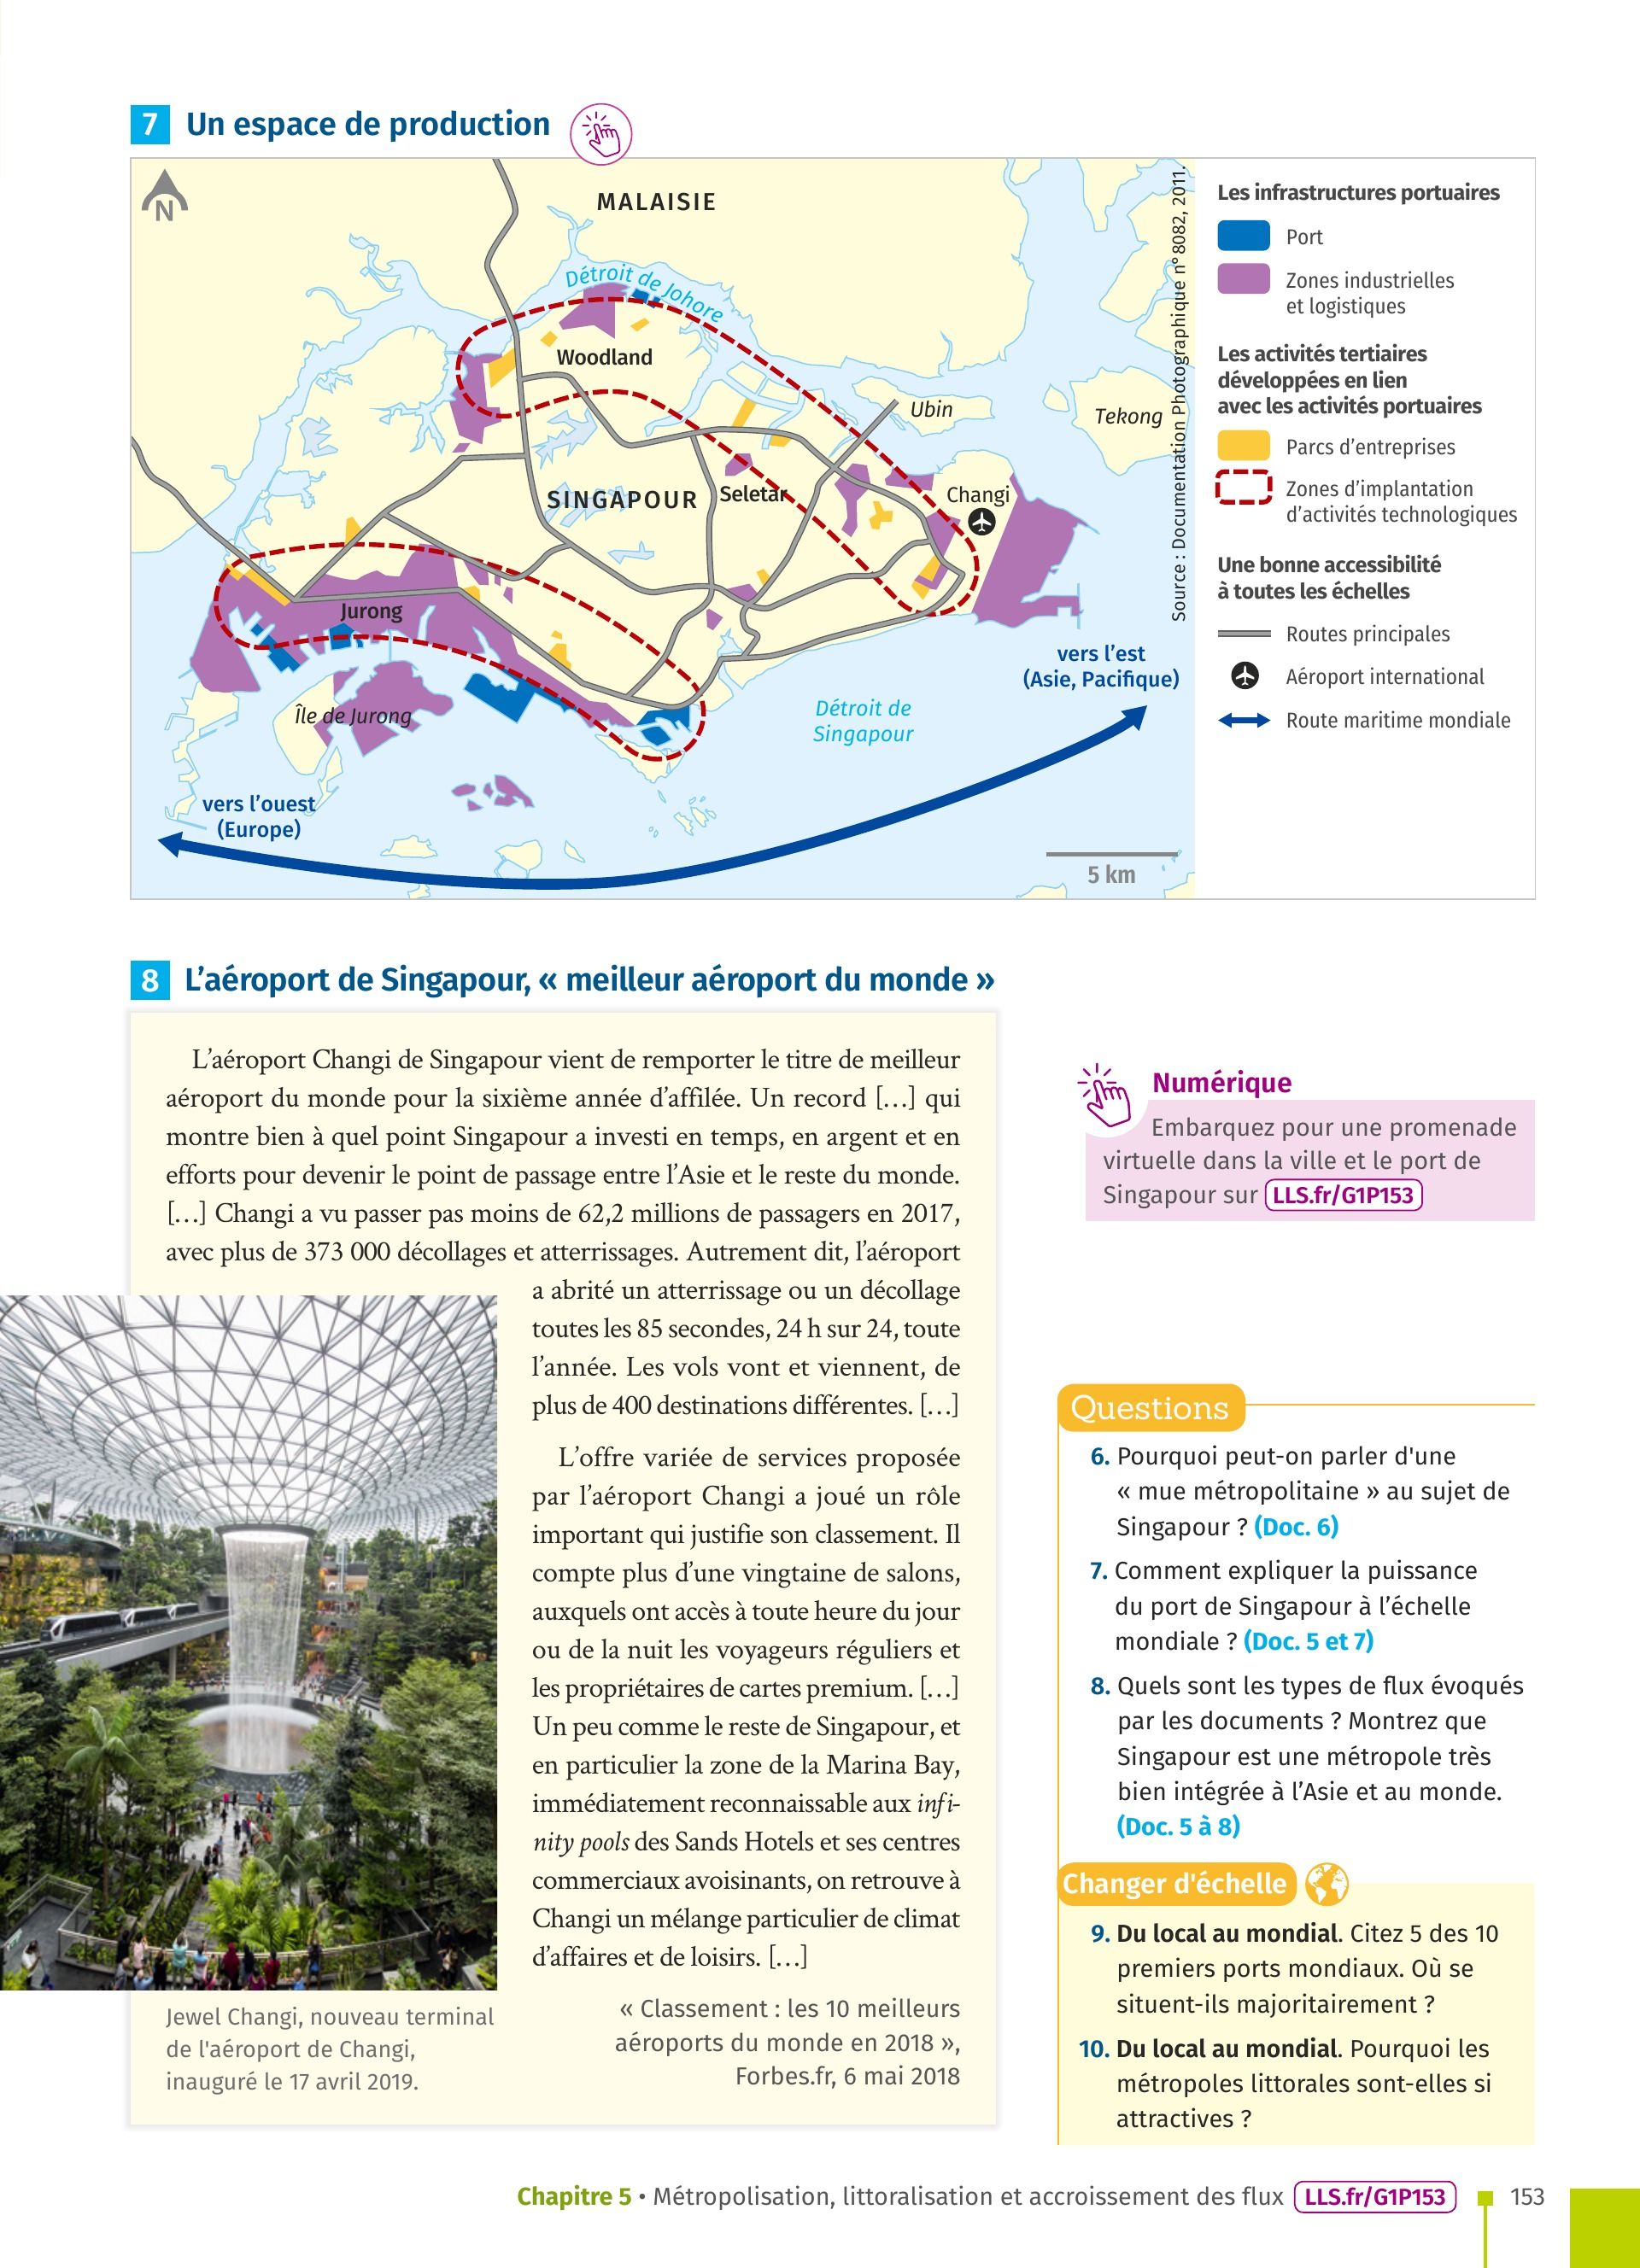 7 Un espace de production
N
MALAISIE
Détroit de Johore
Woodland
Ubin
Tekong
SINGAPOUR
Seletar
Changi
Jurong
Île de Jurong
vers l'est
(Asie, Pacifique)
Détroit de
Singapour
vers l'ouest
(Europe)
5 km
Source : Documentation Photographique n° 8082, 2011.
Les infrastructures portuaires
Port
Zones industrielles
et logistiques
Les activités tertiaires
développées en lien
avec les activités portuaires
Parcs d'entreprises
Zones d'implantation
d'activités technologiques
Une bonne accessibilité
à toutes les échelles
Routes principales
Aéroport international
Route maritime mondiale
8 L'aéroport de Singapour, « meilleur aéroport du monde »
L'aéroport Changi de Singapour vient de remporter le titre de meilleur
aéroport du monde pour la sixième année d'affilée. Un record […] qui
montre bien à quel point Singapour a investi en temps, en argent et en
efforts pour devenir le point de passage entre l'Asie et le reste du monde.
[…] Changi a vu passer pas moins de 62,2 millions de passagers en 2017,
avec plus de 373 000 décollages et atterrissages. Autrement dit, l'aéroport
a abrité un atterrissage ou un décollage
toutes les 85 secondes, 24 h sur 24, toute
l'année. Les vols vont et viennent, de
plus de 400 destinations différentes. […]
L'offre variée de services proposée
par l'aéroport Changi a joué un rôle
important qui justifie son classement. Il
compte plus d'une vingtaine de salons,
auxquels ont accès à toute heure du jour
ou de la nuit les voyageurs réguliers et
les propriétaires de cartes premium. […]
Un peu comme le reste de Singapour, et
en particulier la zone de la Marina Bay,
immédiatement reconnaissable aux infi-
nity pools des Sands Hotels et ses centres
commerciaux avoisinants, on retrouve à
Changi un mélange particulier de climat
d'affaires et de loisirs. […]
« Classement : les 10 meilleurs
aéroports du monde en 2018 »,
Forbes.fr, 6 mai 2018
Jewel Changi, nouveau terminal
de l'aéroport de Changi,
inauguré le 17 avril 2019.
Numérique
Embarquez pour une promenade
virtuelle dans la ville et le port de
Singapour sur LLS.fr/G1P153
Questions
6. Pourquoi peut-on parler d'une
« mue métropolitaine » au sujet de
Singapour ? (Doc. 6)
7. Comment expliquer la puissance
du port de Singapour à l'échelle
mondiale ? (Doc. 5 et 7)
8. Quels sont les types de flux évoqués
par les documents ? Montrez que
Singapour est une métropole très
bien intégrée à l'Asie et au monde.
(Doc. 5 à 8)
Changer d'échelle
9. Du local au mondial. Citez 5 des 10
premiers ports mondiaux. Où se
situent-ils majoritairement ?
10. Du local au mondial. Pourquoi les
métropoles littorales sont-elles si
attractives ?
Chapitre 5 • Métropolisation, littoralisation et accroissement des flux LLS.fr/G1P153 153